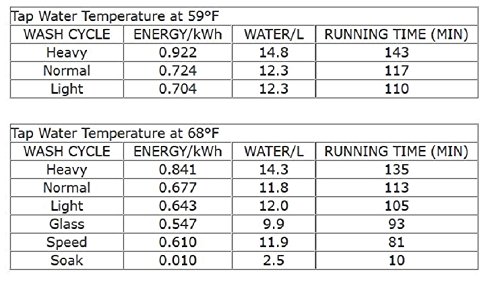 Tap Water Temperature at 59°F
WASH CYCLE ENERGY/kWh WATER/L RUNNING TIME (MIN)
Heavy 0.922 14.8 143
Normal 0.724 12.3 117
Light 0.704 12.3 110
Tap Water Temperature at 68°F
WASH CYCLE ENERGY/kWh WATER/L RUNNING TIME (MIN)
Heavy 0.841 14.3 135
Normal 0.677 11.8 113
Light 0.643 12.0 105
Glass 0.547 9.9 93
Speed 0.610 11.9 81
Soak 0.010 2.5 10